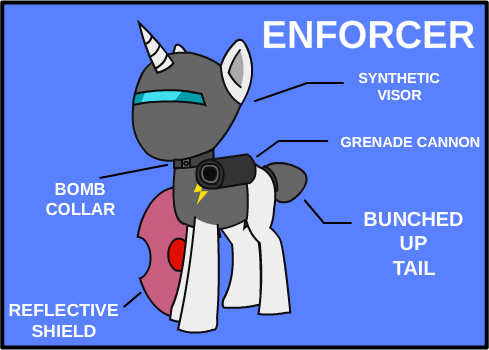 ENFORCER
SYNTHETIC
VISOR
GRENADE CANNON
BOMB
COLLAR
BUNCHED
UP
TAIL
REFLECTIVE
SHIELD